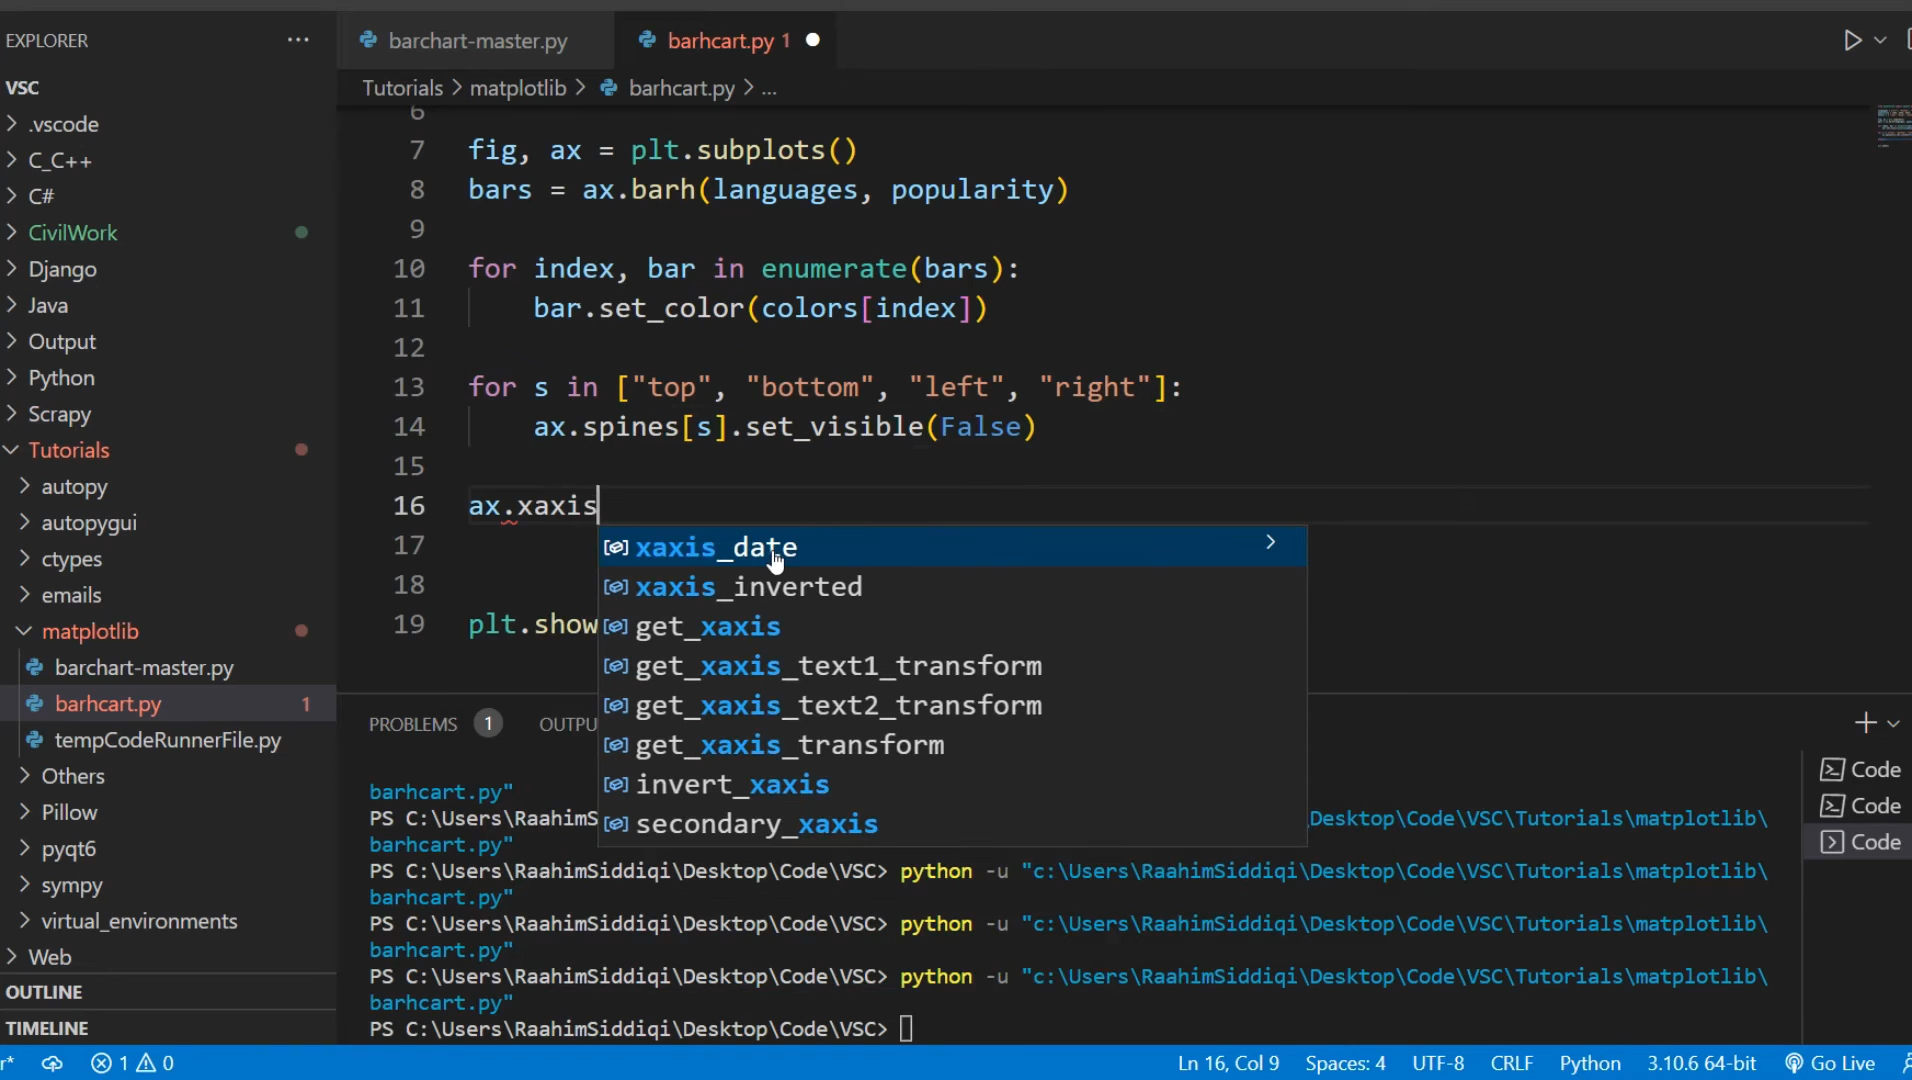 EXPLORER
VSC
.vscode
C_C++
C#
CivilWork
Django
Java
Output
Python
Scrapy
Tutorials
autopy
autopygui
ctypes
emails
matplotlib
barchart-master.py
barhcart.py 1
tempCodeRunnerFile.py
Others
Pillow
pyqt6
sympy
virtual_environments
Web
OUTLINE
TIMELINE
barchart-master.py
barhcart.py 1
Tutorials > matplotlib > barhcart.py > ...
6
7 fig, ax = plt.subplots()
8 bars = ax.barh(languages, popularity)
9
10 for index, bar in enumerate(bars):
11 bar.set_color(colors[index])
12
13 for s in ["top", "bottom", "left", "right"]:
14 ax.spines[s].set_visible(False)
15
16 ax.xaxis
17
18
19 plt.show
xaxis_date
xaxis_inverted
get_xaxis
get_xaxis_text1_transform
get_xaxis_text2_transform
get_xaxis_transform
invert_xaxis
secondary_xaxis
PROBLEMS 1 OUTPU
barhcart.py"
PS C:\Users\RaahimS Desktop\Code\VSC\Tutorials\matplotlib\
barhcart.py"
PS C:\Users\RaahimSiddiqi\Desktop\Code\VSC> python -u "c:\Users\RaahimSiddiqi\Desktop\Code\VSC\Tutorials\matplotlib\
barhcart.py"
PS C:\Users\RaahimSiddiqi\Desktop\Code\VSC> python -u "c:\Users\RaahimSiddiqi\Desktop\Code\VSC\Tutorials\matplotlib\
barhcart.py"
PS C:\Users\RaahimSiddiqi\Desktop\Code\VSC> python -u "c:\Users\RaahimSiddiqi\Desktop\Code\VSC\Tutorials\matplotlib\
barhcart.py"
PS C:\Users\RaahimSiddiqi\Desktop\Code\VSC>
Code
Code
Code
r* 1 0 Ln 16, Col 9 Spaces: 4 UTF-8 CRLF Python 3.10.6 64-bit Go Live